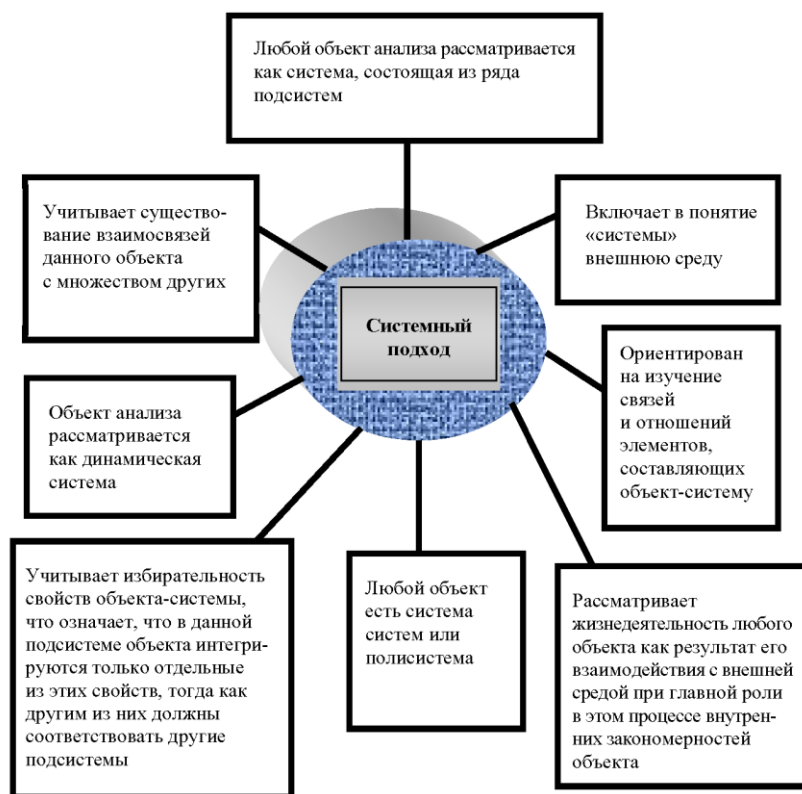 Любой объект анализа рассматривается
как система, состоящая из ряда
подсистем
Учитывает существо-
вание взаимосвязей
данного объекта
с множеством других
Включает в понятие
«системы»
внешнюю среду
Системный
подход
Ориентирован
на изучение
связей
и отношений
элементов,
составляющих
объект-систему
Объект анализа
рассматривается
как динамическая
система
Учитывает избирательность
свойств объекта-системы,
что означает, что в данной
подсистеме объекта интегри-
руются только отдельные
из этих свойств, тогда как
другим из них должны
соответствовать другие
подсистемы
Любой объект
есть система
систем или
полисистема
Рассматривает
жизнедеятельность любого
объекта как результат его
взаимодействия с внешней
средой при главной роли
в этом процессе внутрен-
них закономерностей
объекта